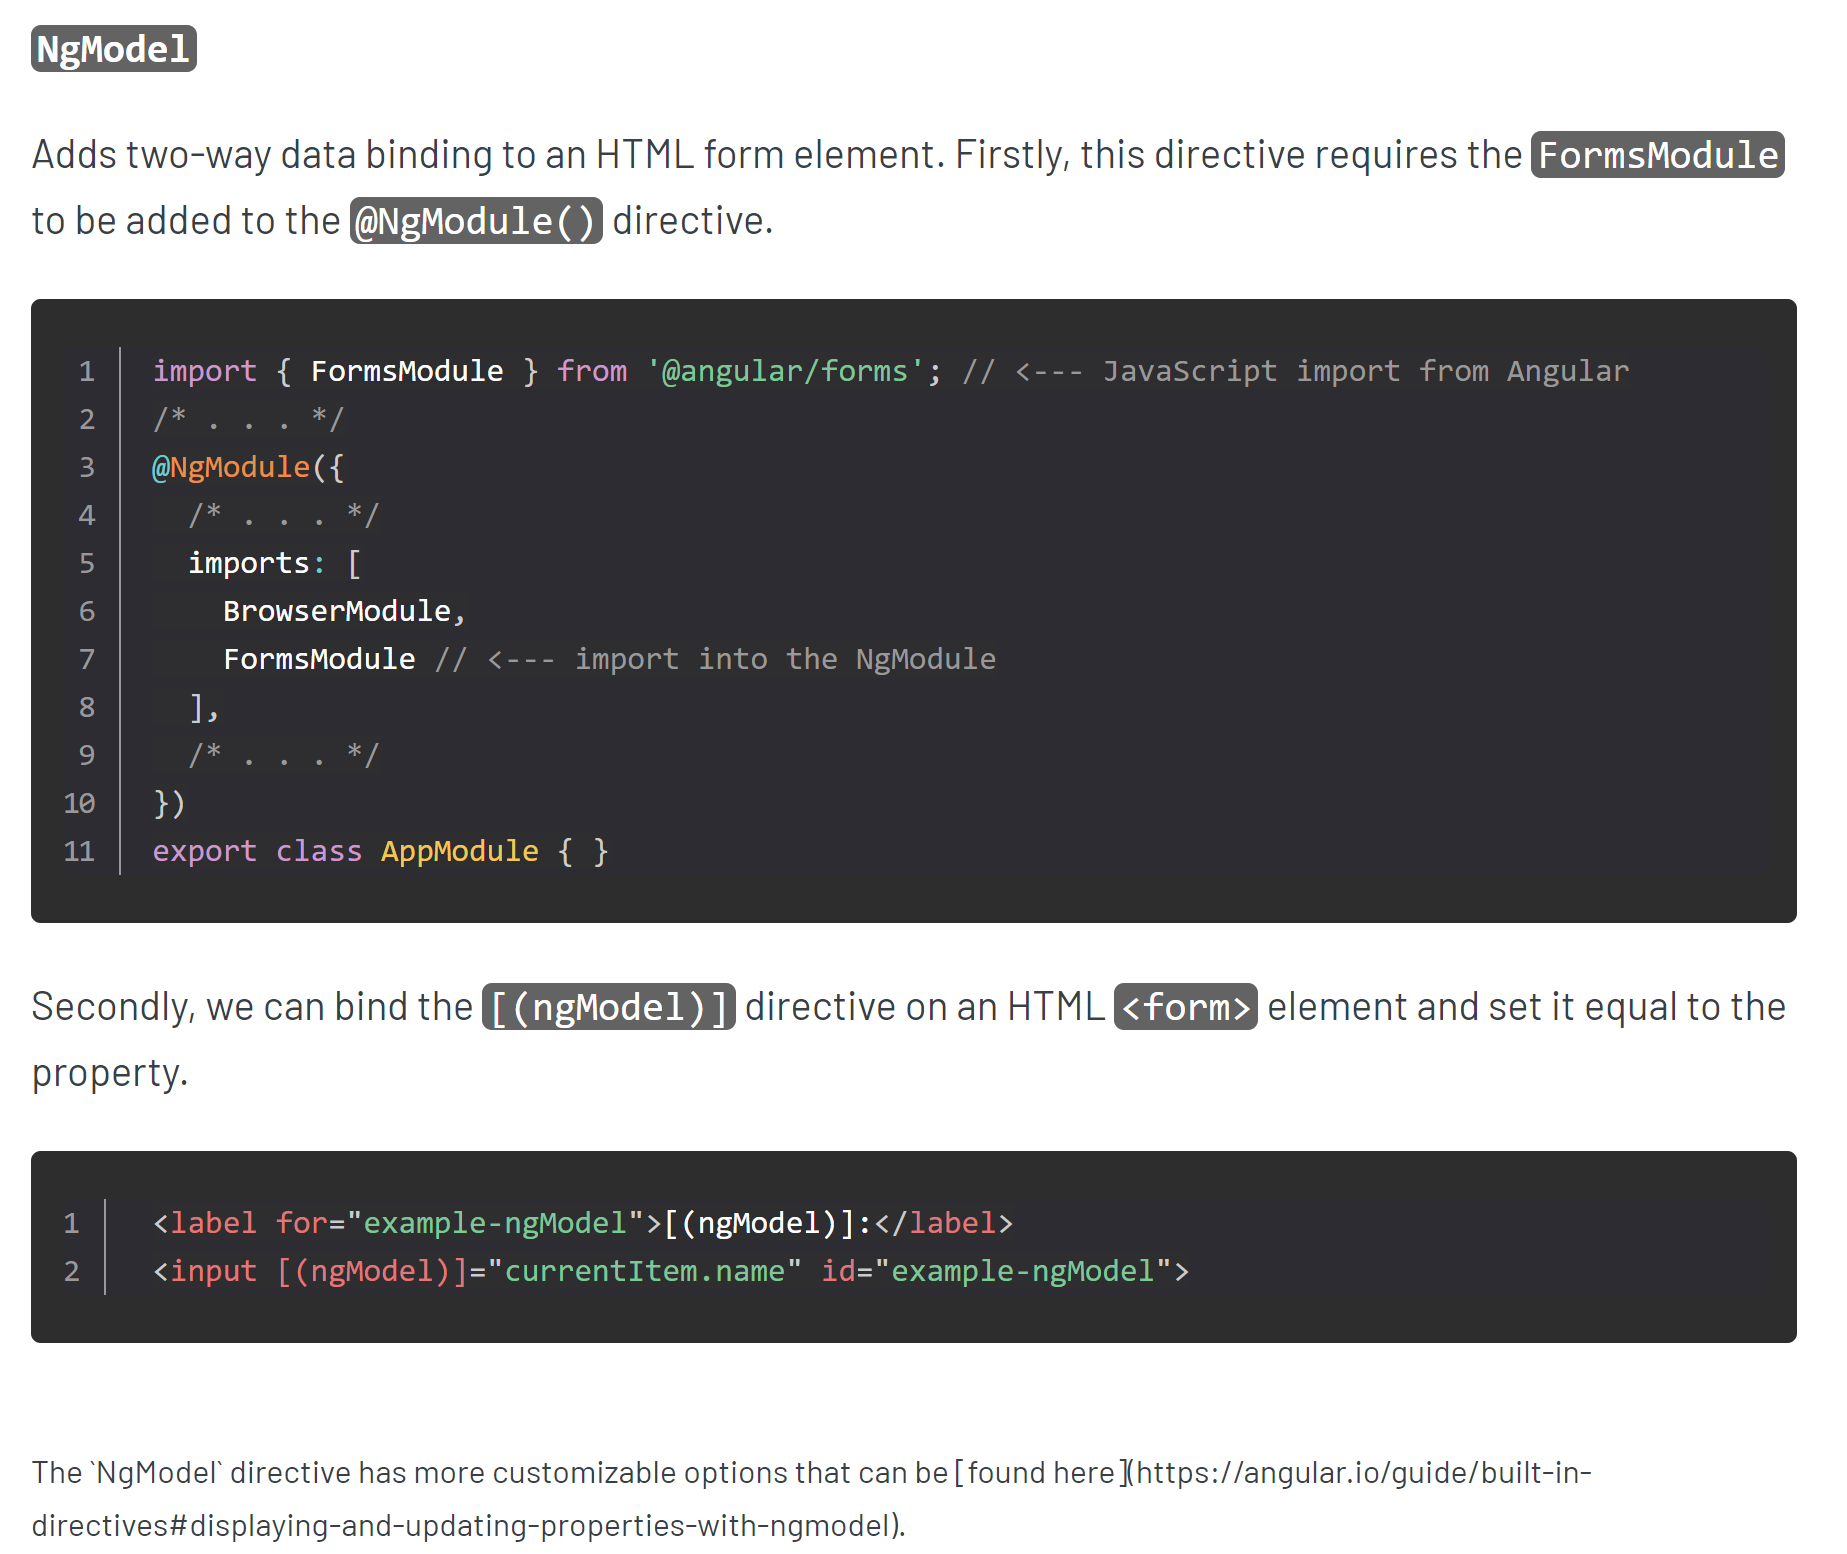 NgModel
Adds two-way data binding to an HTML form element. Firstly, this directive requires the FormsModule
to be added to the @NgModule() directive.
1 import { FormsModule } from '@angular/forms'; // <--- JavaScript import from Angular
2 /* . . . */
3 @NgModule({
4   /* . . . */
5   imports: [
6     BrowserModule,
7     FormsModule // <--- import into the NgModule
8   ],
9   /* . . . */
10 })
11 export class AppModule { }
Secondly, we can bind the [(ngModel)] directive on an HTML <form> element and set it equal to the
property.
1 <label for="example-ngModel">[(ngModel)]:</label>
2 <input [(ngModel)]="currentItem.name" id="example-ngModel">
The `NgModel` directive has more customizable options that can be [found here](https://angular.io/guide/built-in-
directives#displaying-and-updating-properties-with-ngmodel).